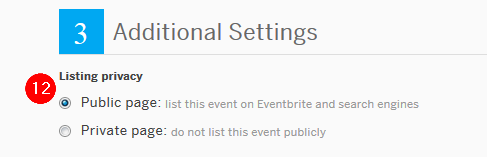 3 Additional Settings
Listing privacy
12
Public page: list this event on Eventbrite and search engines
Private page: do not list this event publicly